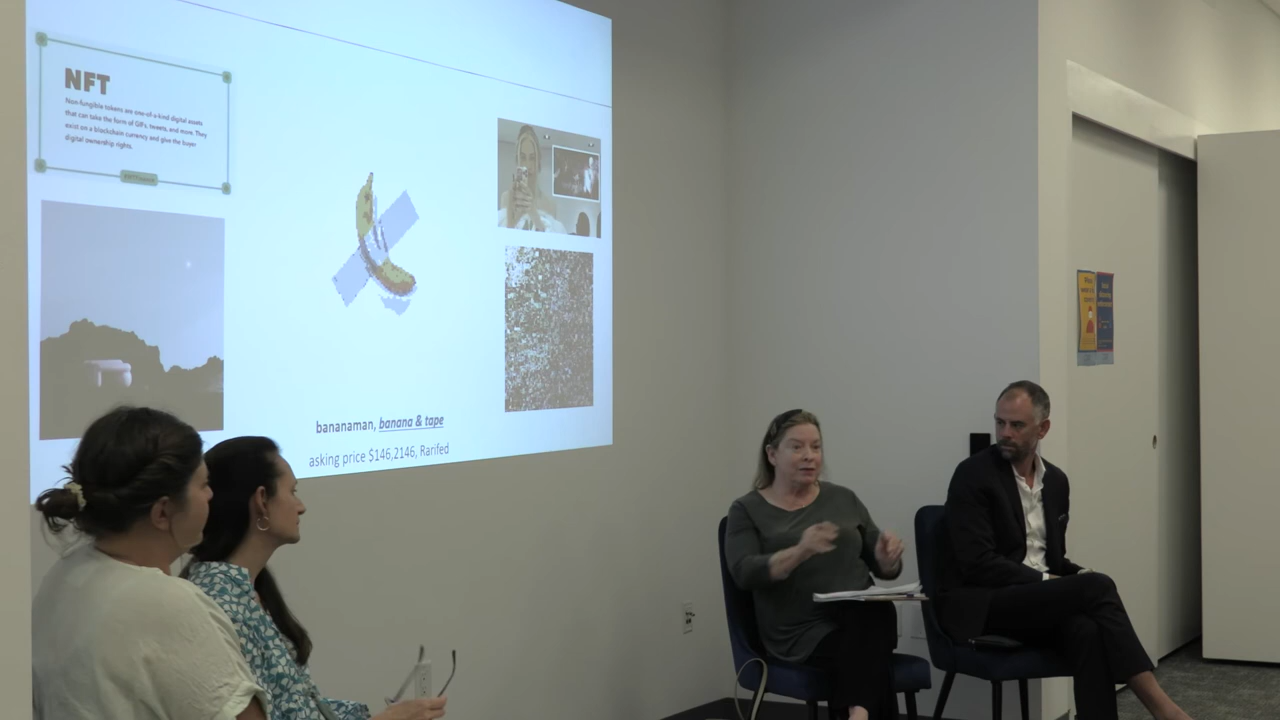 NFT
Non-fungible tokens are one-of-a-kind digital assets
that can take the form of GIFs, tweets, and more. They
exist on a blockchain currency and give the buyer
digital ownership rights.
bananaman, banana & tape
asking price $146,2146, Rarifed